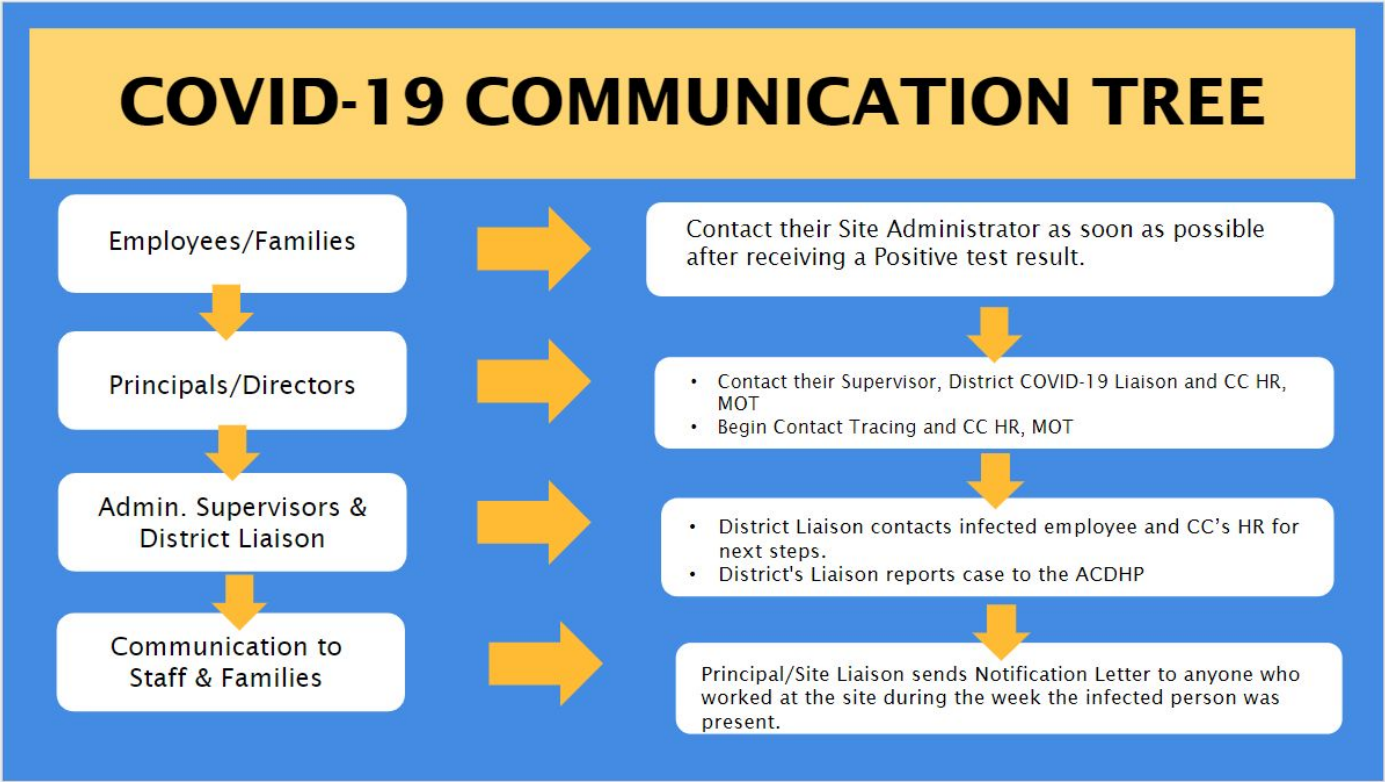 COVID-19 COMMUNICATION TREE
Employees/Families
Contact their Site Administrator as soon as possible
after receiving a Positive test result.
Principals/Directors
• Contact their Supervisor, District COVID-19 Liaison and CC HR,
MOT
• Begin Contact Tracing and CC HR, MOT
Admin. Supervisors &
District Liaison
• District Liaison contacts infected employee and CC’s HR for
next steps.
• District's Liaison reports case to the ACDHP
Communication to
Staff & Families
Principal/Site Liaison sends Notification Letter to anyone who
worked at the site during the week the infected person was
present.